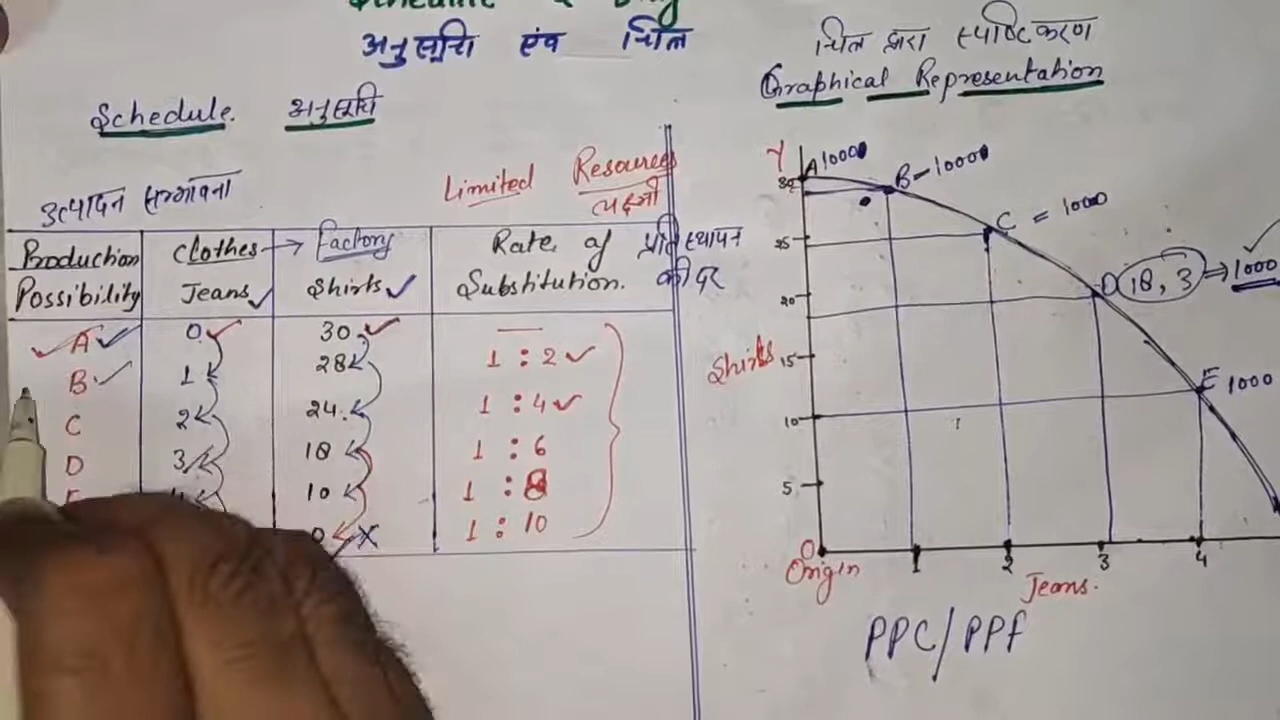 अनुसूचि एंव चित्र
Schedule. अनुसूचि
उत्पादन सम्भावना
Limited Resources
Production Possibility
Clothes → Factory
Jeans ✓
Shirts ✓
Rate of Substitution.
प्रतिस्थापन की दर
✓ A ✓ 0 ✓ 30 ✓ —
B ✓ 1 28 1 : 2 ✓
C 2 24 1 : 4 ✓
D 3 18 1 : 6
10 1 : 8
0 X 1 : 10
चित्र द्वारा स्पष्टिकरण
Graphical Representation
Y
A 10000
B - 10000
C = 1000
D (18, 3) ⇒ 1000 ✓
E 1000
30
25
20
15
10
5
Shirts
O
Origin
1 2 3 4
Jeans.
PPC/PPF